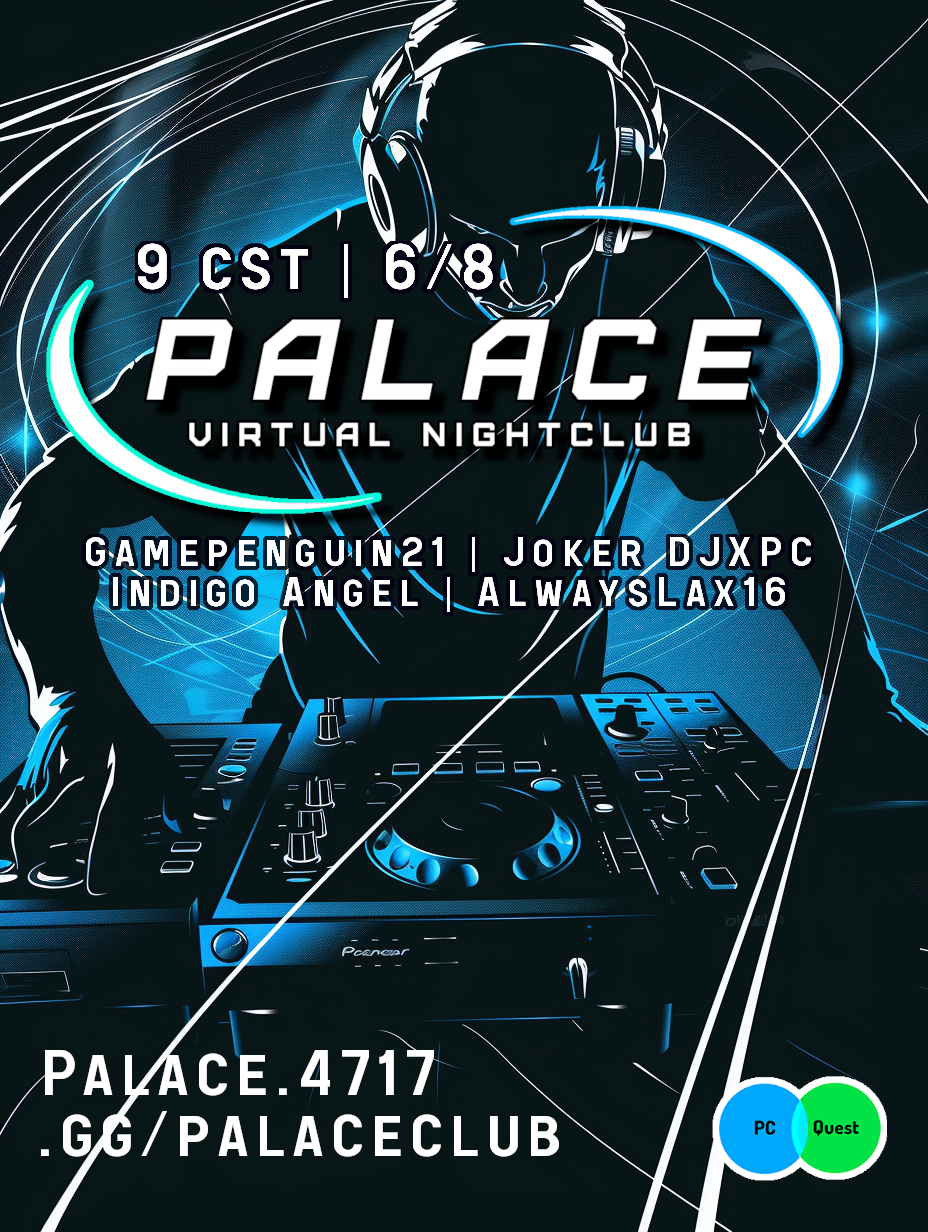 9 CST | 6/8
PALACE
VIRTUAL NIGHTCLUB
GAMEPENGUIN21 | JOKER DJXPC
INDIGO ANGEL | ALWAYSLAX16
PALACE.4717
.GG/PALACECLUB
PC Quest